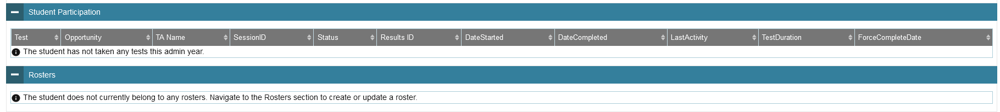 Student Participation
Test Opportunity TA Name SessionID Status Results ID DateStarted DateCompleted LastActivity TestDuration ForceCompleteDate
The student has not taken any tests this admin year.
Rosters
The student does not currently belong to any rosters. Navigate to the Rosters section to create or update a roster.